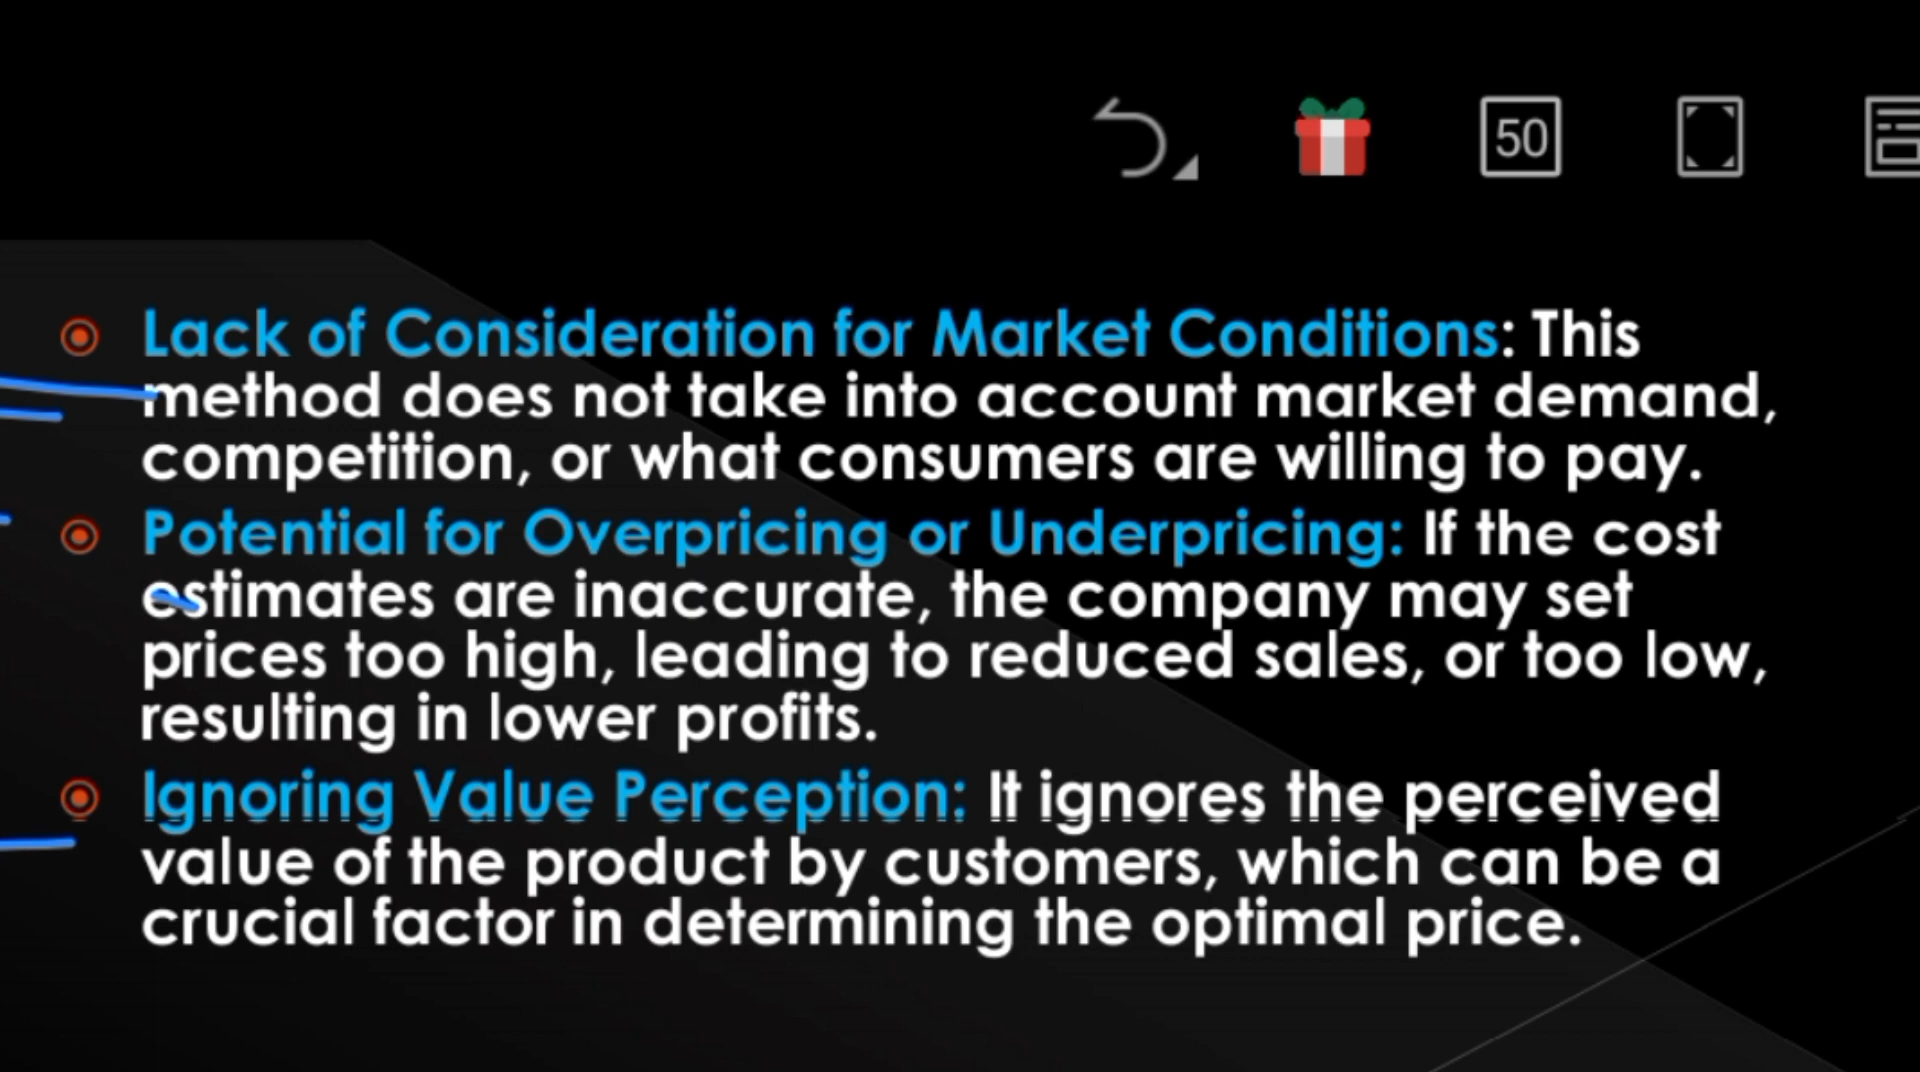 50
Lack of Consideration for Market Conditions: This
method does not take into account market demand,
competition, or what consumers are willing to pay.
Potential for Overpricing or Underpricing: If the cost
estimates are inaccurate, the company may set
prices too high, leading to reduced sales, or too low,
resulting in lower profits.
Ignoring Value Perception: It ignores the perceived
value of the product by customers, which can be a
crucial factor in determining the optimal price.